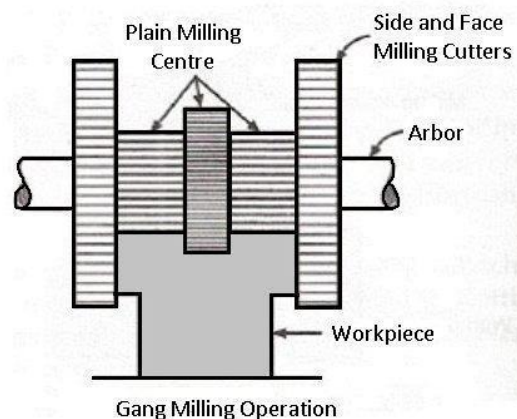 Plain Milling
Centre
Side and Face
Milling Cutters
Arbor
Workpiece
Gang Milling Operation